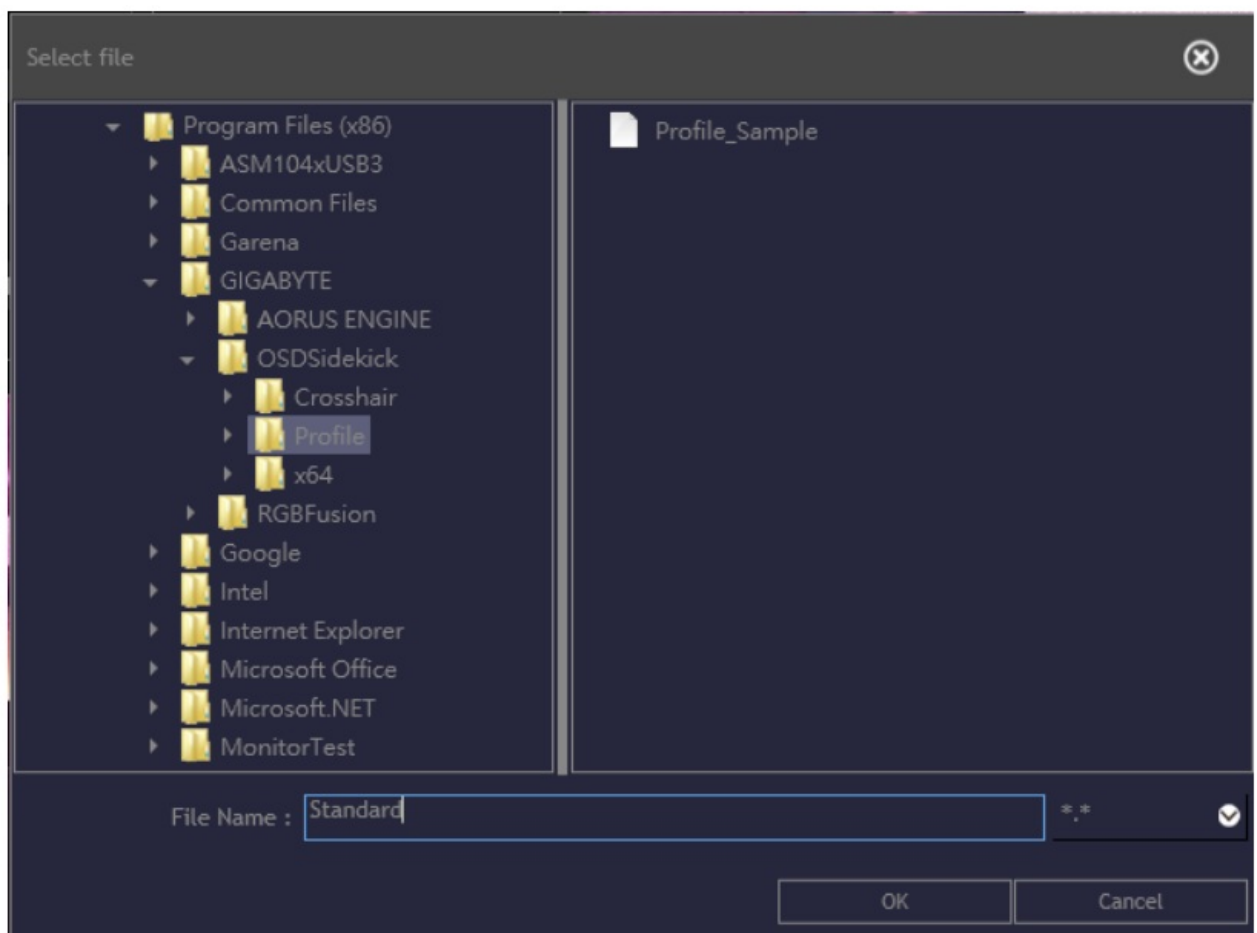 Select file
Program Files (x86)
ASM104xUSB3
Common Files
Garena
GIGABYTE
AORUS ENGINE
OSDSidekick
Crosshair
Profile
x64
RGBFusion
Google
Intel
Internet Explorer
Microsoft Office
Microsoft.NET
MonitorTest
Profile_Sample
File Name : Standard *.*
OK Cancel